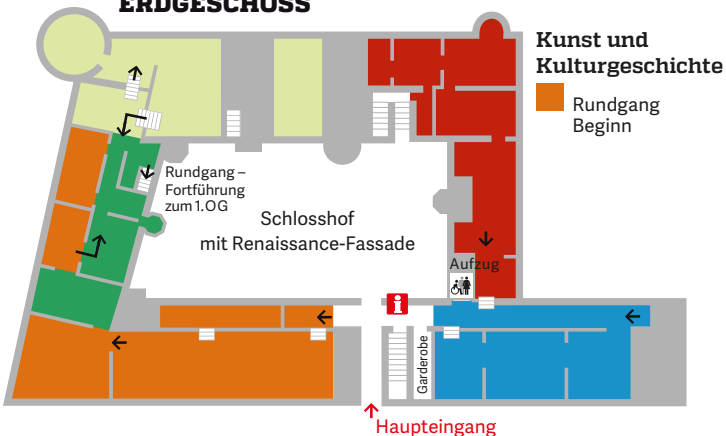 ERDGESCHOSS
Kunst und
Kulturgeschichte
Rundgang
Beginn
Rundgang –
Fortführung
zum 1.OG
Schlosshof
mit Renaissance-Fassade
Aufzug
i
Garderobe
Haupteingang